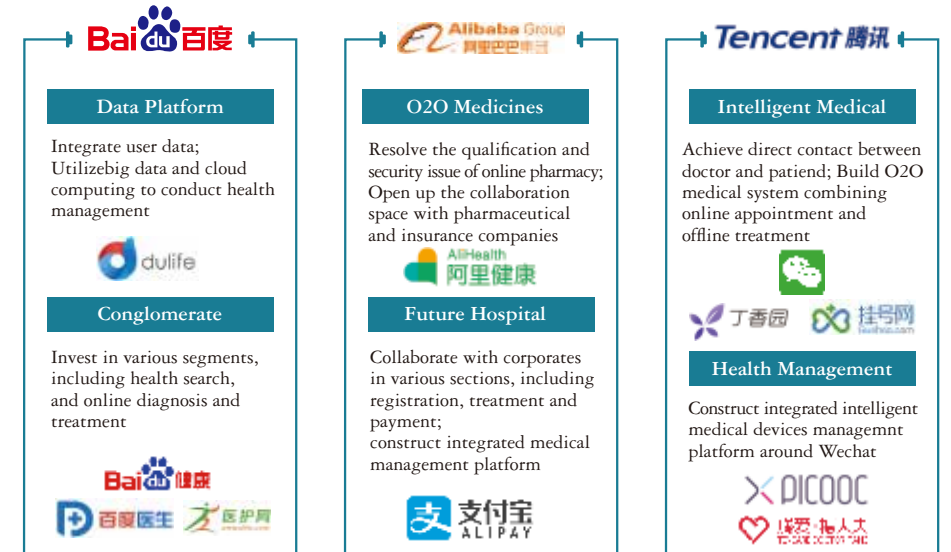 Baidu百度
Data Platform
Integrate user data;
Utilizebig data and cloud
computing to conduct health
management
dulife
Conglomerate
Invest in various segments,
including health search,
and online diagnosis and
treatment
Baidu健康
百度医生 医护网
Alibaba Group
阿里巴巴集团
O2O Medicines
Resolve the qualification and
security issue of online pharmacy;
Open up the collaboration
space with pharmaceutical
and insurance companies
AliHealth
阿里健康
Future Hospital
Collaborate with corporates
in various sections, including
registration, treatment and
payment;
construct integrated medical
management platform
支 支付宝
ALIPAY
Tencent 腾讯
Intelligent Medical
Achieve direct contact between
doctor and patiend; Build O2O
medical system combining
online appointment and
offline treatment
丁香园 挂号网
Health Management
Construct integrated intelligent
medical devices managemnt
platform around Wechat
PICOOC